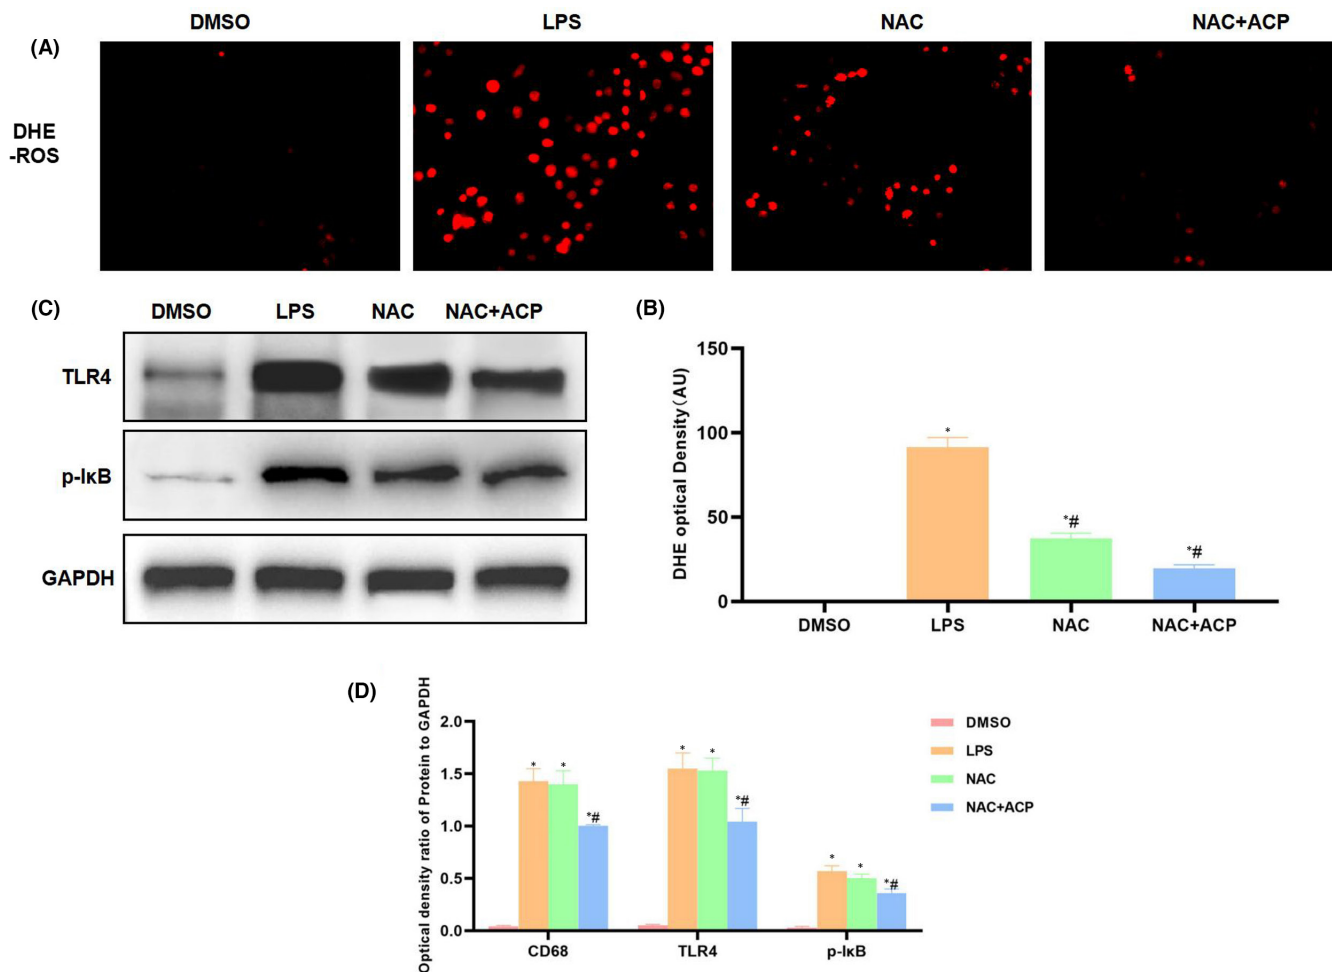 DMSO LPS NAC NAC+ACP
(A)
DHE
-ROS
(C)
DMSO LPS NAC NAC+ACP
TLR4
p-IκB
GAPDH
(B)
DHE optical Density(AU)
150
100
50
0
*
*#
*#
DMSO LPS NAC NAC+ACP
(D)
Optical density ratio of Protein to GAPDH
2.0
1.5
1.0
0.5
0.0
* * *#
* * *#
* * *#
CD68 TLR4 p-IκB
DMSO
LPS
NAC
NAC+ACP